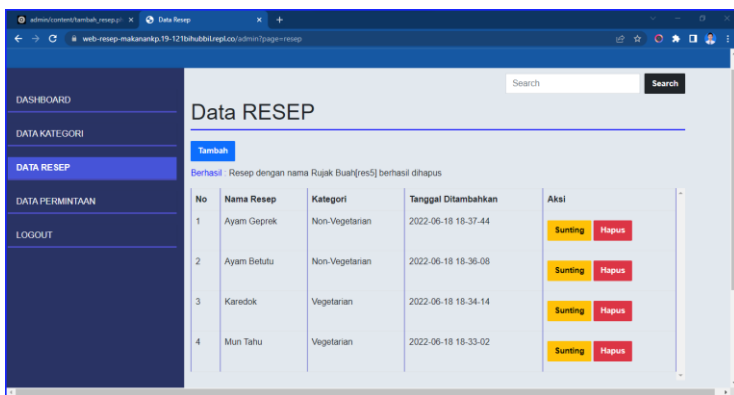 admin/content/tambah_resep.p
Data Resep
web-resep-makanankp.19-121bihubbil.repl.co/admin?page=resep
Search Search
DASHBOARD
Data RESEP
DATA KATEGORI
Tambah
DATA RESEP
Berhasil : Resep dengan nama Rujak Buah[res5] berhasil dihapus
DATA PERMINTAAN
No Nama Resep Kategori Tanggal Ditambahkan Aksi
1 Ayam Geprek Non-Vegetarian 2022-06-18 18-37-44 Sunting Hapus
LOGOUT
2 Ayam Betutu Non-Vegetarian 2022-06-18 18-36-08 Sunting Hapus
3 Karedok Vegetarian 2022-06-18 18-34-14 Sunting Hapus
4 Mun Tahu Vegetarian 2022-06-18 18-33-02 Sunting Hapus